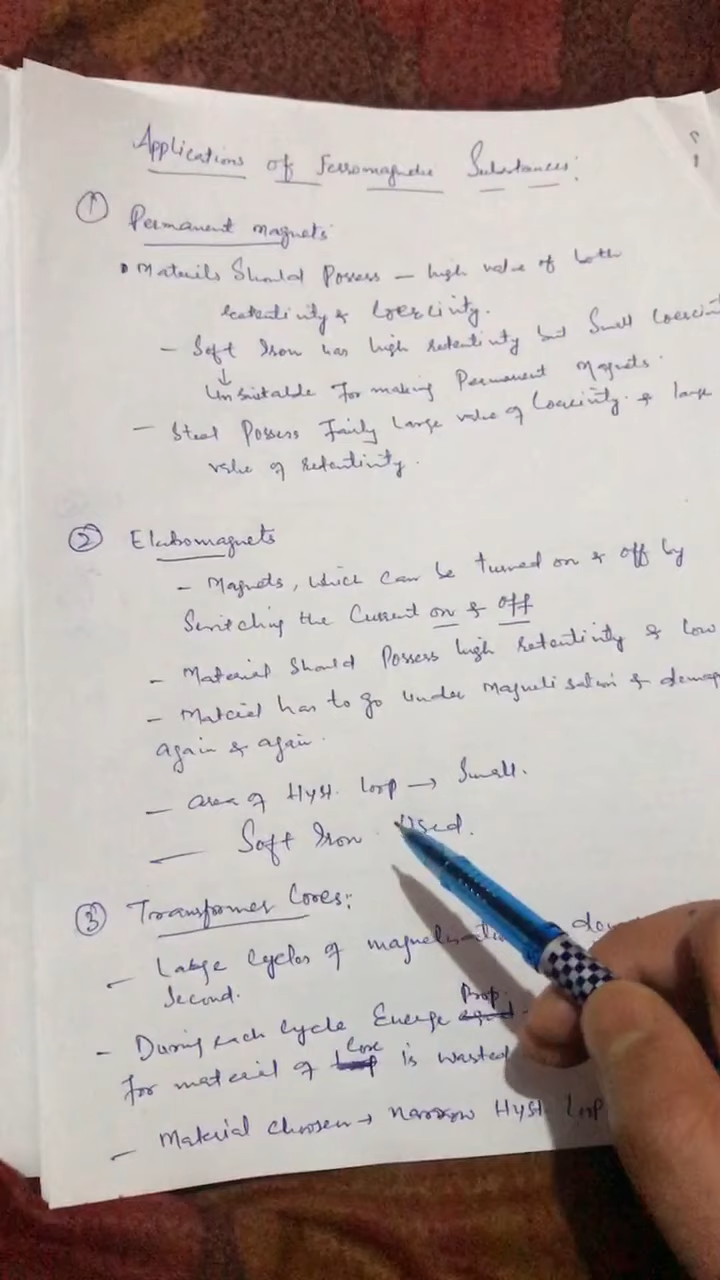 Applications of Ferromagnetic Substances:
① Permanent magnets
• Materials Should Possess — high value of both
retentivity & Coercivity.
— Soft Iron has high retentivity but Small
↓
Unsuitable For making Permanent Magnets.
— Steel Possess Fairly Large value of Coercivity & large
value of retentivity.
② Electromagnets
— Magnets, which can be turned on & off by
Switching the Current on & off
— Material Should Possess high retentivity & low
— Material has to go under Magnetisation &
again & again.
— area of Hyst. Loop → Small.
— Soft Iron Used.
③ Transformer Cores:
— Large Cycles of
Second.
— During each Cycle Energy Prop.
For material of Core is wasted
— Material choosen → narrow Hyst. Loop